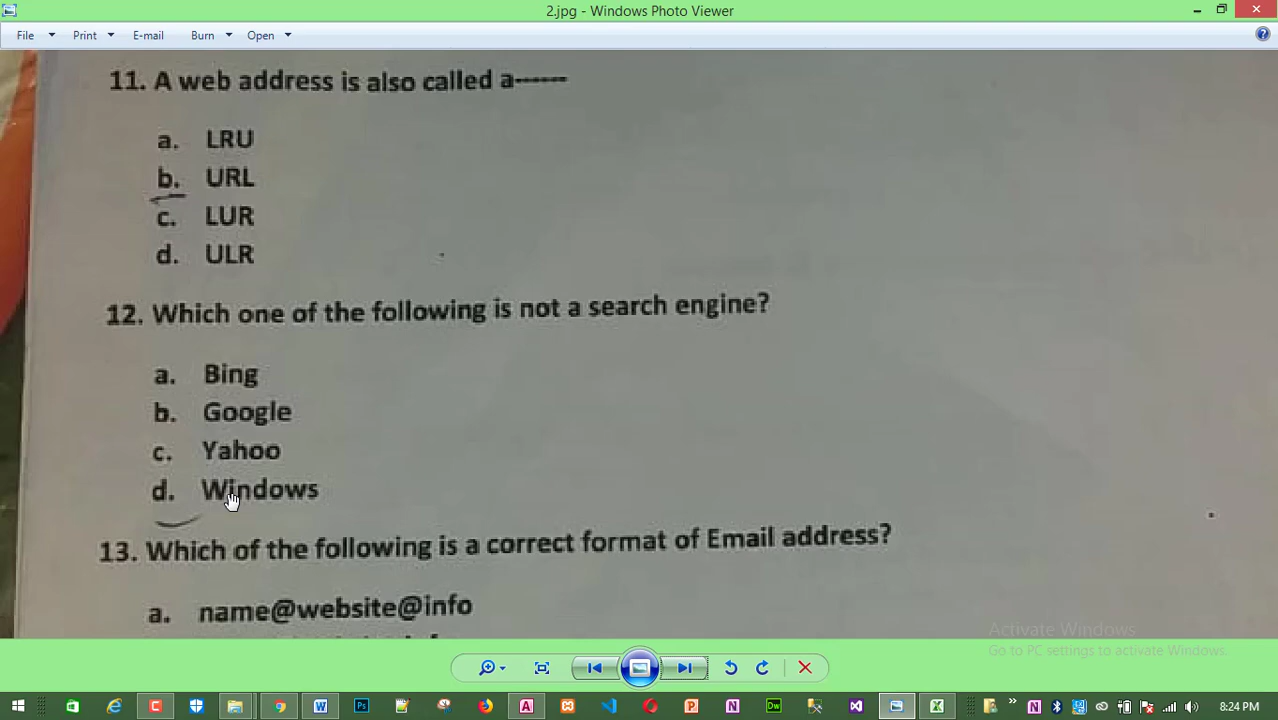 2.jpg - Windows Photo Viewer
File Print E-mail Burn Open
11. A web address is also called a------
a. LRU
b. URL
c. LUR
d. ULR
12. Which one of the following is not a search engine?
a. Bing
b. Google
c. Yahoo
d. Windows
13. Which of the following is a correct format of Email address?
a. name@website@info
Activate Windows
Go to PC settings to activate Windows.
8:24 PM